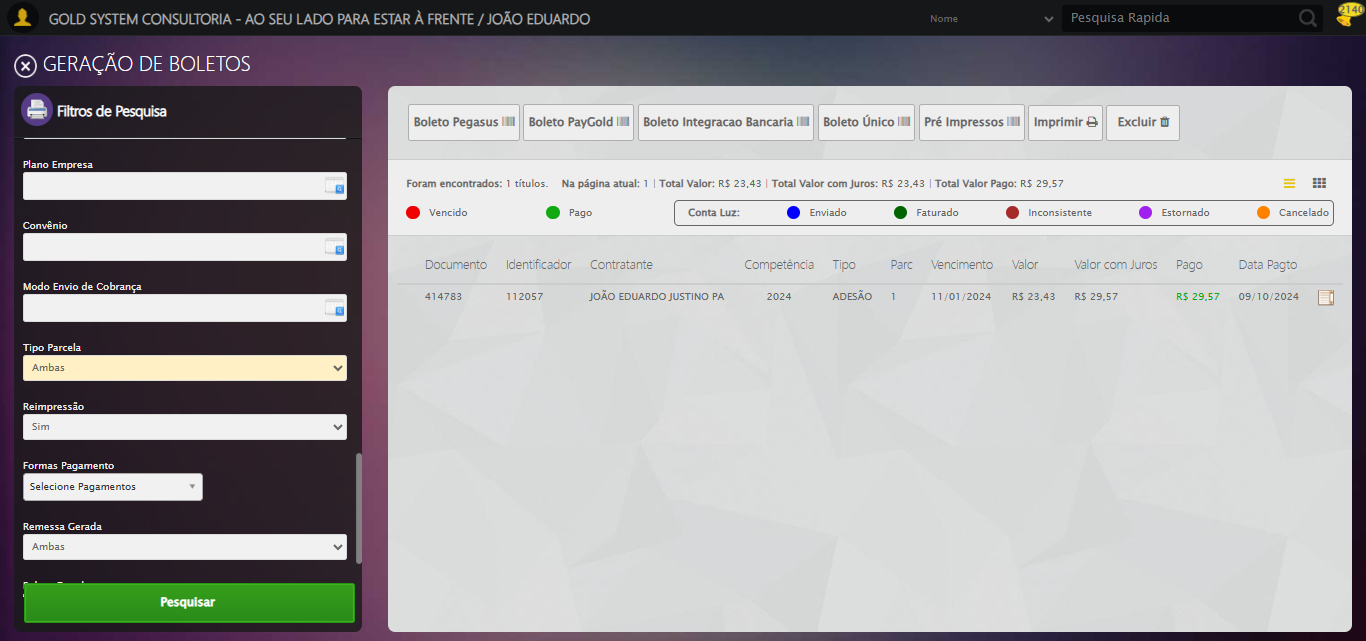 GOLD SYSTEM CONSULTORIA - AO SEU LADO PARA ESTAR À FRENTE / JOÃO EDUARDO
Nome
Pesquisa Rapida
2140
GERAÇÃO DE BOLETOS
Filtros de Pesquisa
Plano Empresa
Convênio
Modo Envio de Cobrança
Tipo Parcela
Ambas
Reimpressão
Sim
Formas Pagamento
Selecione Pagamentos
Remessa Gerada
Ambas
Pesquisar
Boleto Pegasus Boleto PayGold Boleto Integracao Bancaria Boleto Único Pré Impressos Imprimir Excluir
Foram encontrados: 1 títulos. Na página atual: 1 | Total Valor: R$ 23,43 | Total Valor com Juros: R$ 23,43 | Total Valor Pago: R$ 29,57
Vencido Pago Conta Luz: Enviado Faturado Inconsistente Estornado Cancelado
Documento Identificador Contratante Competência Tipo Parc Vencimento Valor Valor com Juros Pago Data Pagto
414783 112057 JOÃO EDUARDO JUSTINO PA 2024 ADESÃO 1 11/01/2024 R$ 23,43 R$ 29,57 R$ 29,57 09/10/2024